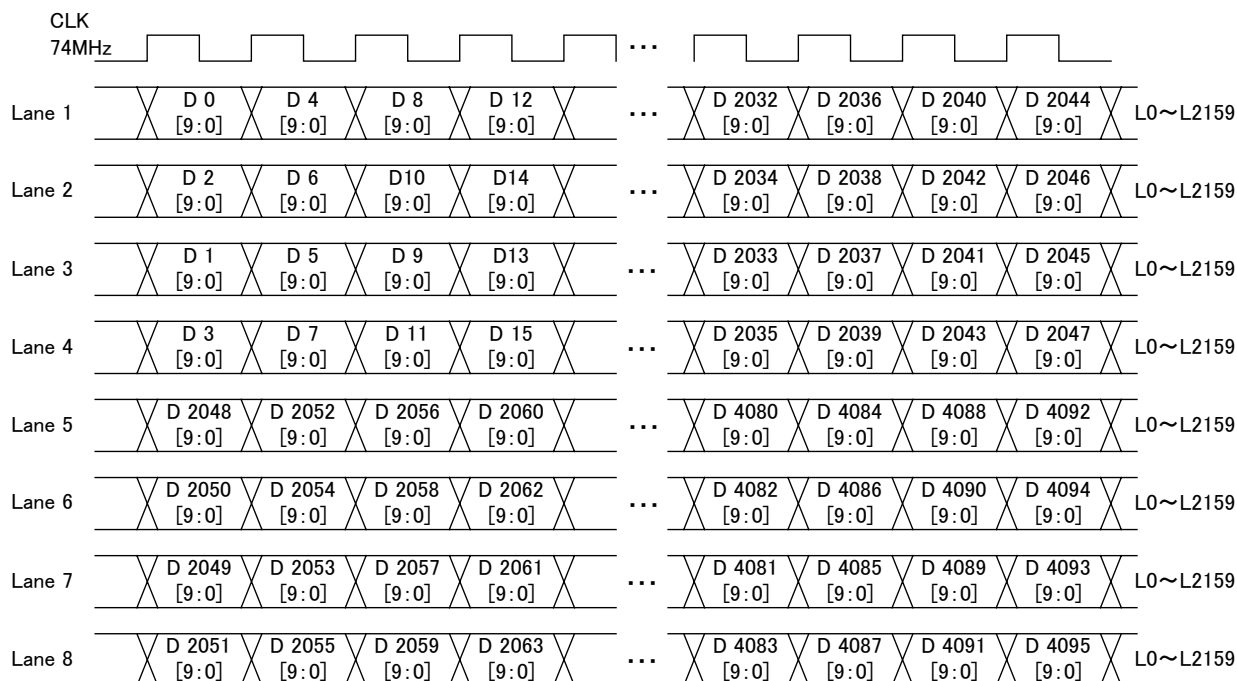 CLK
74MHz
...
Lane 1 D 0 D 4 D 8 D 12 ... D 2032 D 2036 D 2040 D 2044 L0～L2159
[9:0] [9:0] [9:0] [9:0] [9:0] [9:0] [9:0] [9:0]
Lane 2 D 2 D 6 D10 D14 ... D 2034 D 2038 D 2042 D 2046 L0～L2159
[9:0] [9:0] [9:0] [9:0] [9:0] [9:0] [9:0] [9:0]
Lane 3 D 1 D 5 D 9 D13 ... D 2033 D 2037 D 2041 D 2045 L0～L2159
[9:0] [9:0] [9:0] [9:0] [9:0] [9:0] [9:0] [9:0]
Lane 4 D 3 D 7 D 11 D 15 ... D 2035 D 2039 D 2043 D 2047 L0～L2159
[9:0] [9:0] [9:0] [9:0] [9:0] [9:0] [9:0] [9:0]
Lane 5 D 2048 D 2052 D 2056 D 2060 ... D 4080 D 4084 D 4088 D 4092 L0～L2159
[9:0] [9:0] [9:0] [9:0] [9:0] [9:0] [9:0] [9:0]
Lane 6 D 2050 D 2054 D 2058 D 2062 ... D 4082 D 4086 D 4090 D 4094 L0～L2159
[9:0] [9:0] [9:0] [9:0] [9:0] [9:0] [9:0] [9:0]
Lane 7 D 2049 D 2053 D 2057 D 2061 ... D 4081 D 4085 D 4089 D 4093 L0～L2159
[9:0] [9:0] [9:0] [9:0] [9:0] [9:0] [9:0] [9:0]
Lane 8 D 2051 D 2055 D 2059 D 2063 ... D 4083 D 4087 D 4091 D 4095 L0～L2159
[9:0] [9:0] [9:0] [9:0] [9:0] [9:0] [9:0] [9:0]